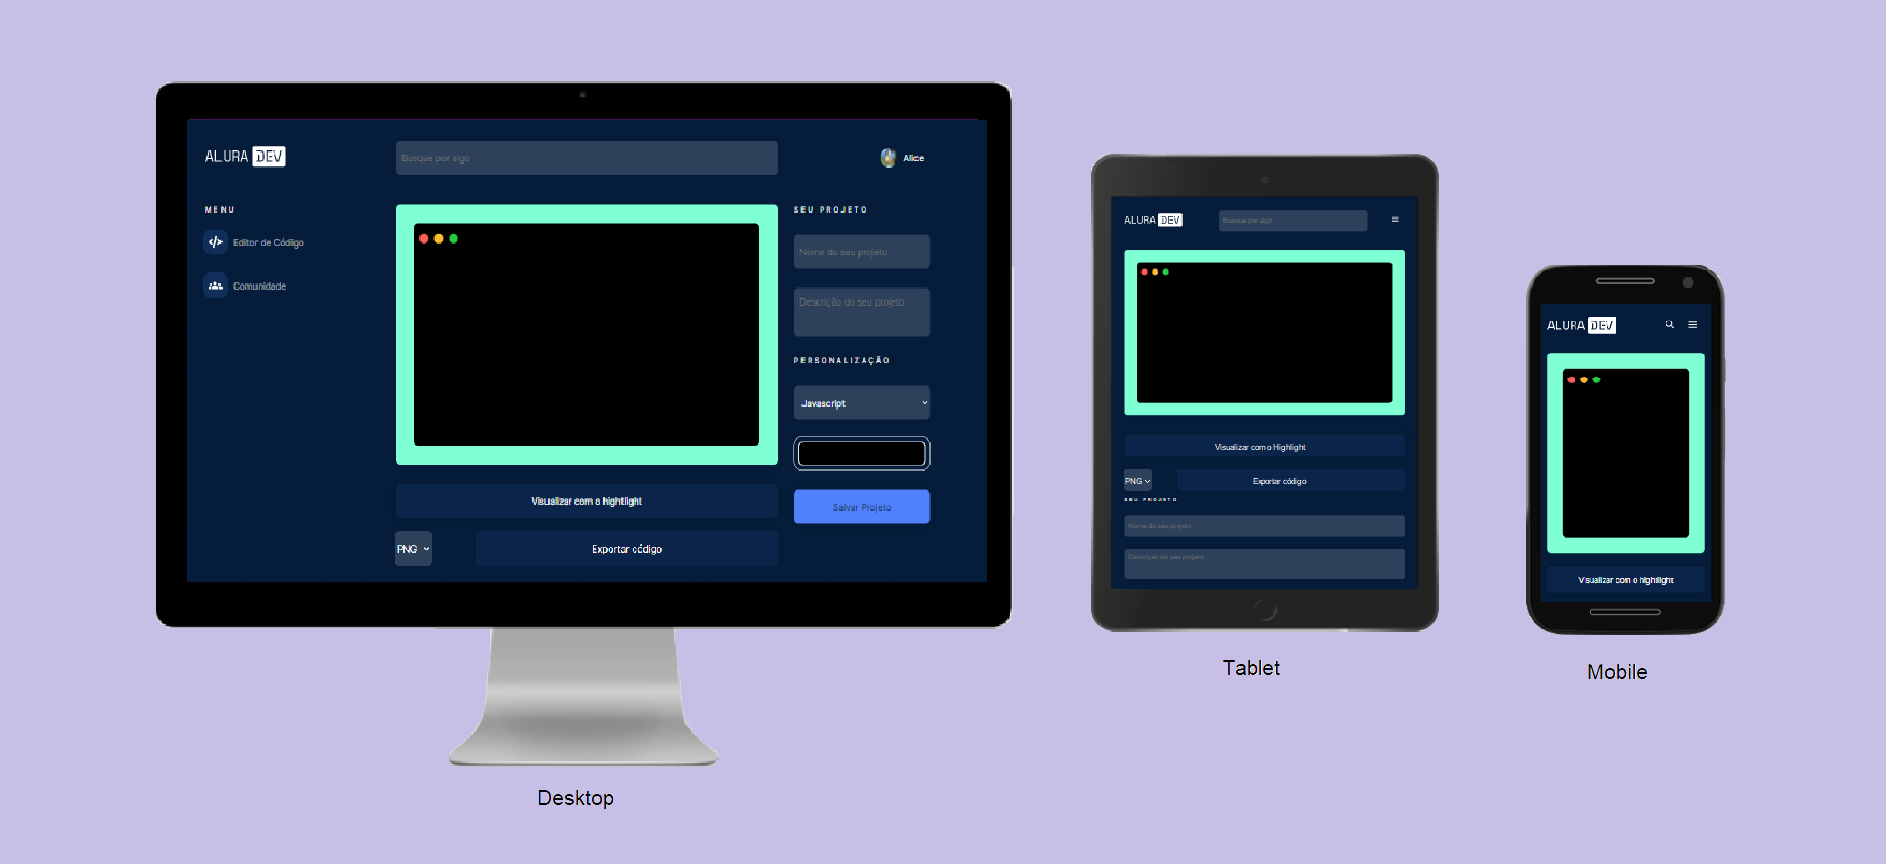 ALURA DEV
Busque por algo
Alice
MENU
Editor de Código
Comunidade
SEU PROJETO
Nome do seu projeto
Descrição do seu projeto
PERSONALIZAÇÃO
Javascript
Salvar Projeto
Visualizar com o highlight
PNG
Exportar código
Desktop
ALURA DEV
Busque por algo
Visualizar com o Highlight
PNG
Exportar código
SEU PROJETO
Nome do seu projeto
Descrição do seu projeto
Tablet
ALURA DEV
Visualizar com o highlight
Mobile